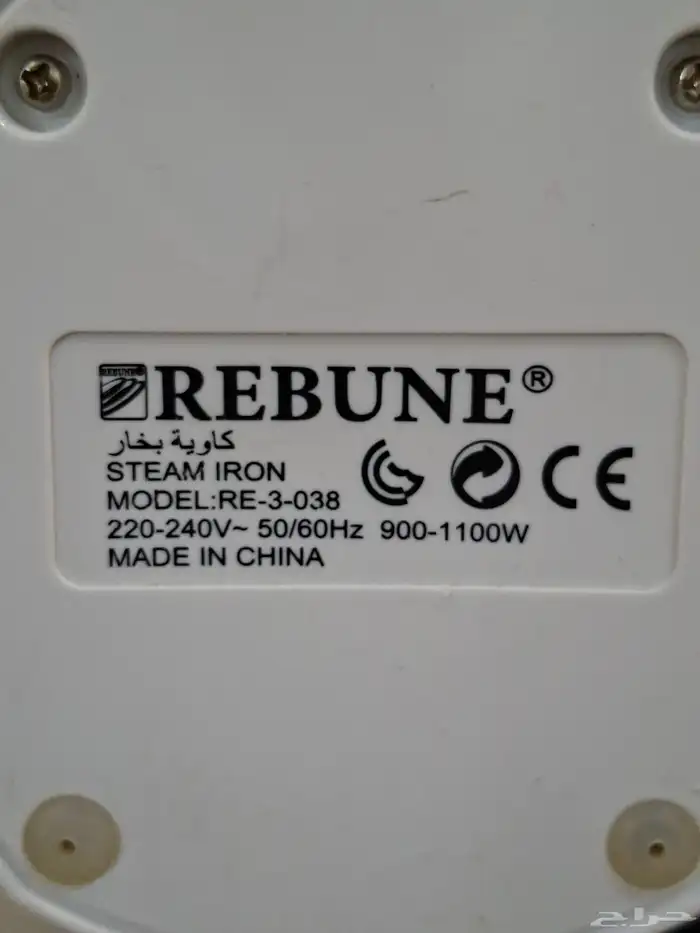 REBUNE®
كاوية بخار
STEAM IRON
MODEL:RE-3-038
220-240V~ 50/60Hz 900-1100W
MADE IN CHINA
CE
حراج